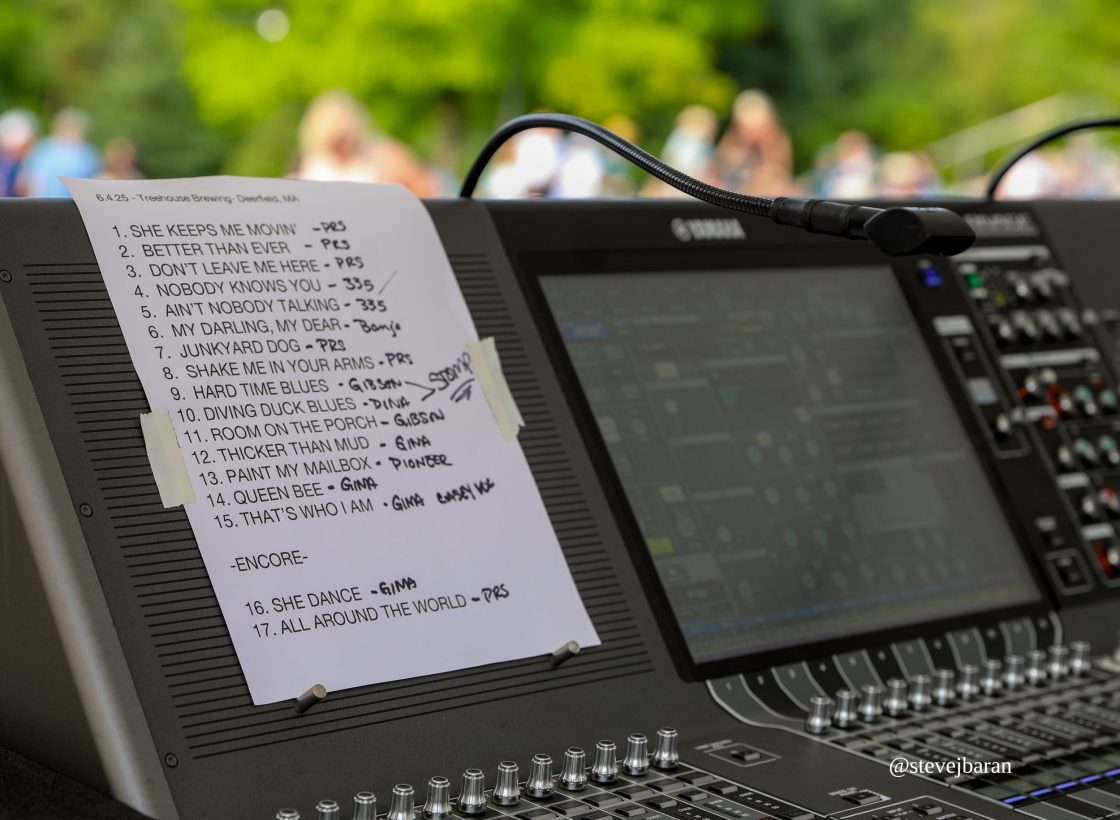 6.4.25 - Treehouse Brewing- Deerfield, MA
1. SHE KEEPS ME MOVIN' - PRS
2. BETTER THAN EVER - PRS
3. DON'T LEAVE ME HERE - PRS
4. NOBODY KNOWS YOU - 335
5. AIN'T NOBODY TALKING - 335
6. MY DARLING, MY DEAR - Banjo
7. JUNKYARD DOG - PRS
8. SHAKE ME IN YOUR ARMS - PRS
9. HARD TIME BLUES - GIBSON
STOMP
10. DIVING DUCK BLUES - DINA
11. ROOM ON THE PORCH - GIBSON
12. THICKER THAN MUD - GINA
13. PAINT MY MAILBOX - PIONEER
14. QUEEN BEE - GINA
15. THAT'S WHO I AM - GINA
-ENCORE-
16. SHE DANCE - GINA
17. ALL AROUND THE WORLD - PRS
YAMAHA
@stevejbaran